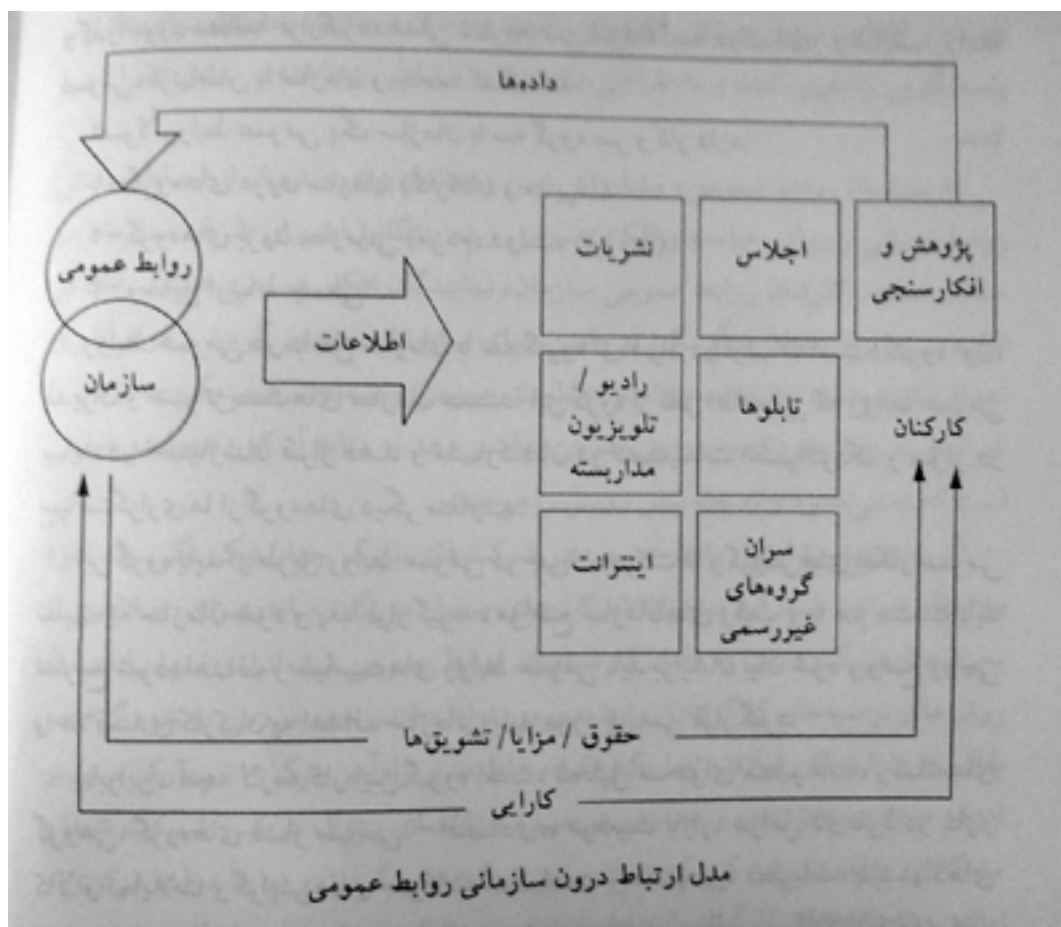 داده‌ها
روابط عمومی
سازمان
اطلاعات
پژوهش و
افکارسنجی
اجلاس
نشریات
کارکنان
تابلوها
رادیو /
تلویزیون
مداربسته
سران
گروه‌های
غیررسمی
اینترانت
حقوق / مزایا / تشویق‌ها
کارایی
مدل ارتباط درون سازمانی روابط عمومی